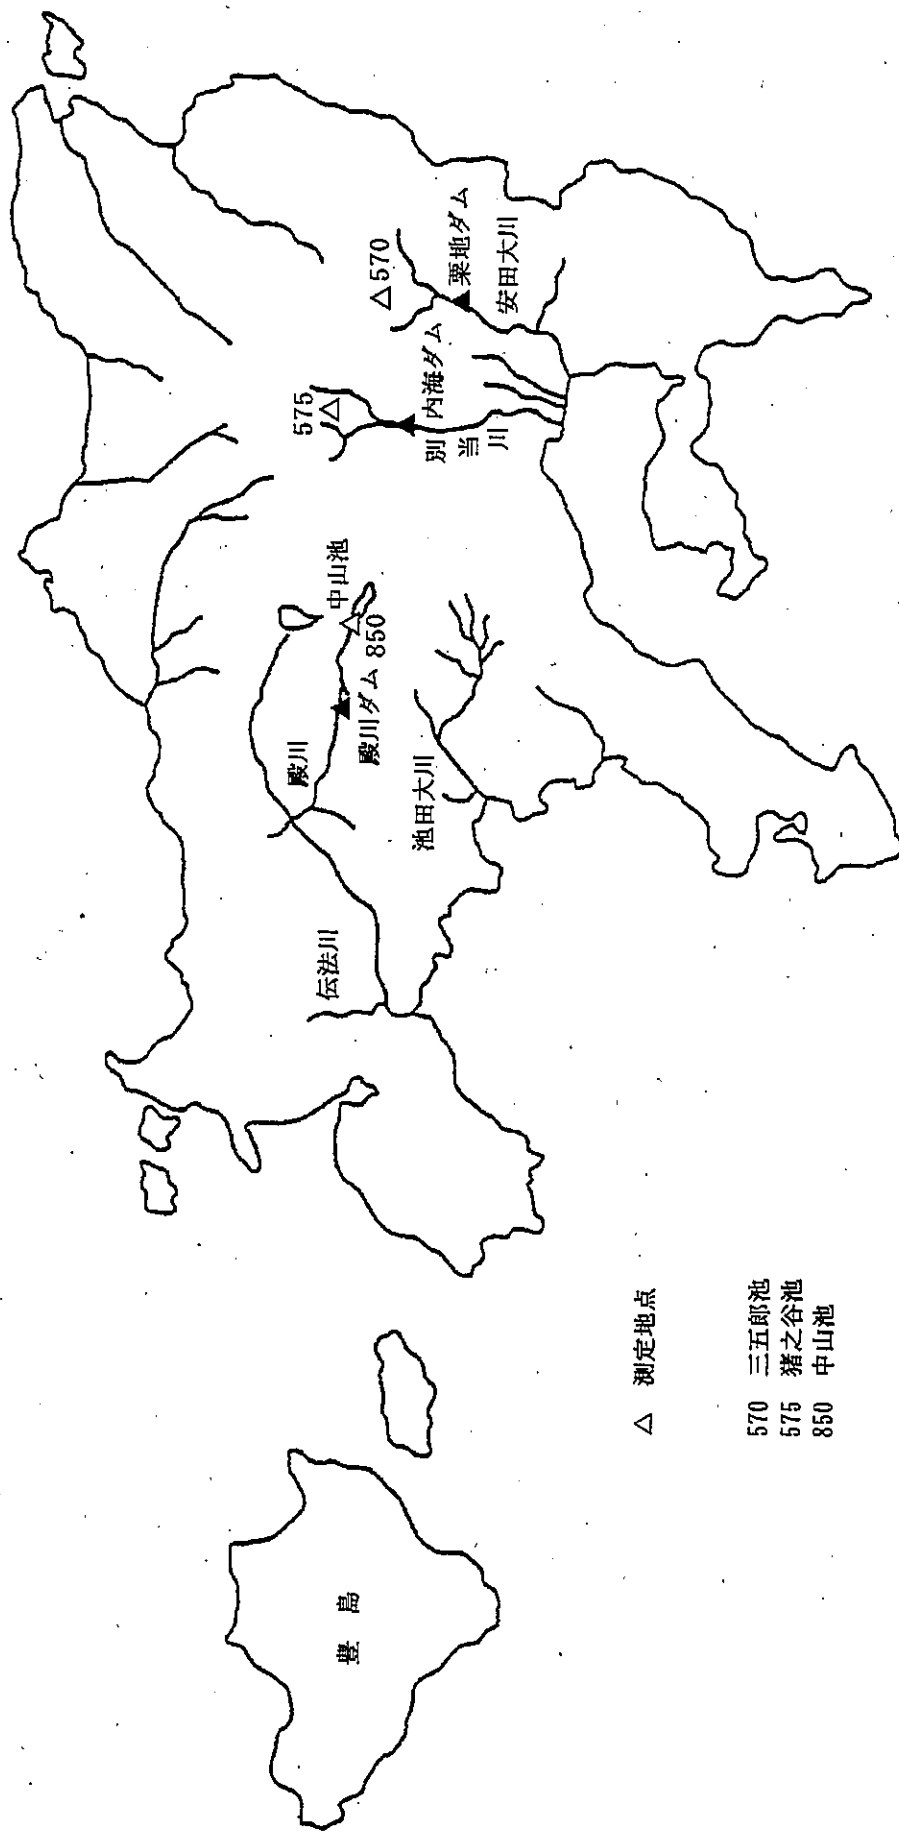 豊島
伝法川
殿川
中山池
850
殿川ダム
池田大川
575
内海ダム
別当川
570
粟地ダム
安田大川
△ 測定地点
570 三五郎池
575 猪之谷池
850 中山池